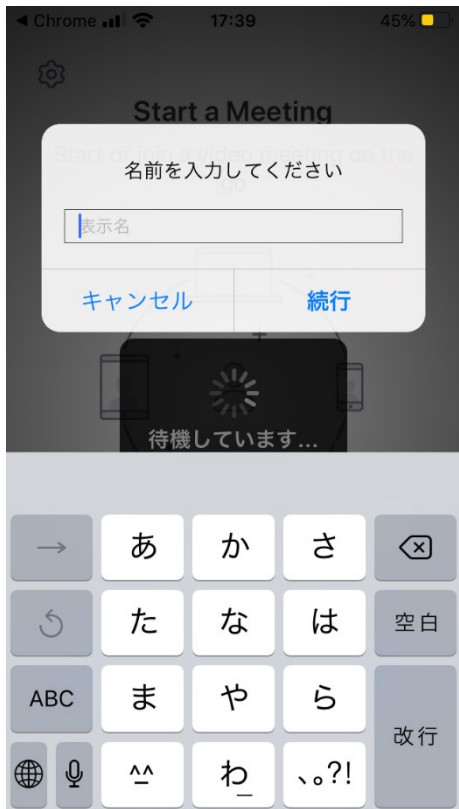 ◀ Chrome 17:39 45%
Start a Meeting
Start or join a video meeting on the
go
名前を入力してください
表示名
キャンセル 続行
待機しています...
→ あ か さ
た な は 空白
ABC ま や ら
改行
^^ わ_ 、。?!